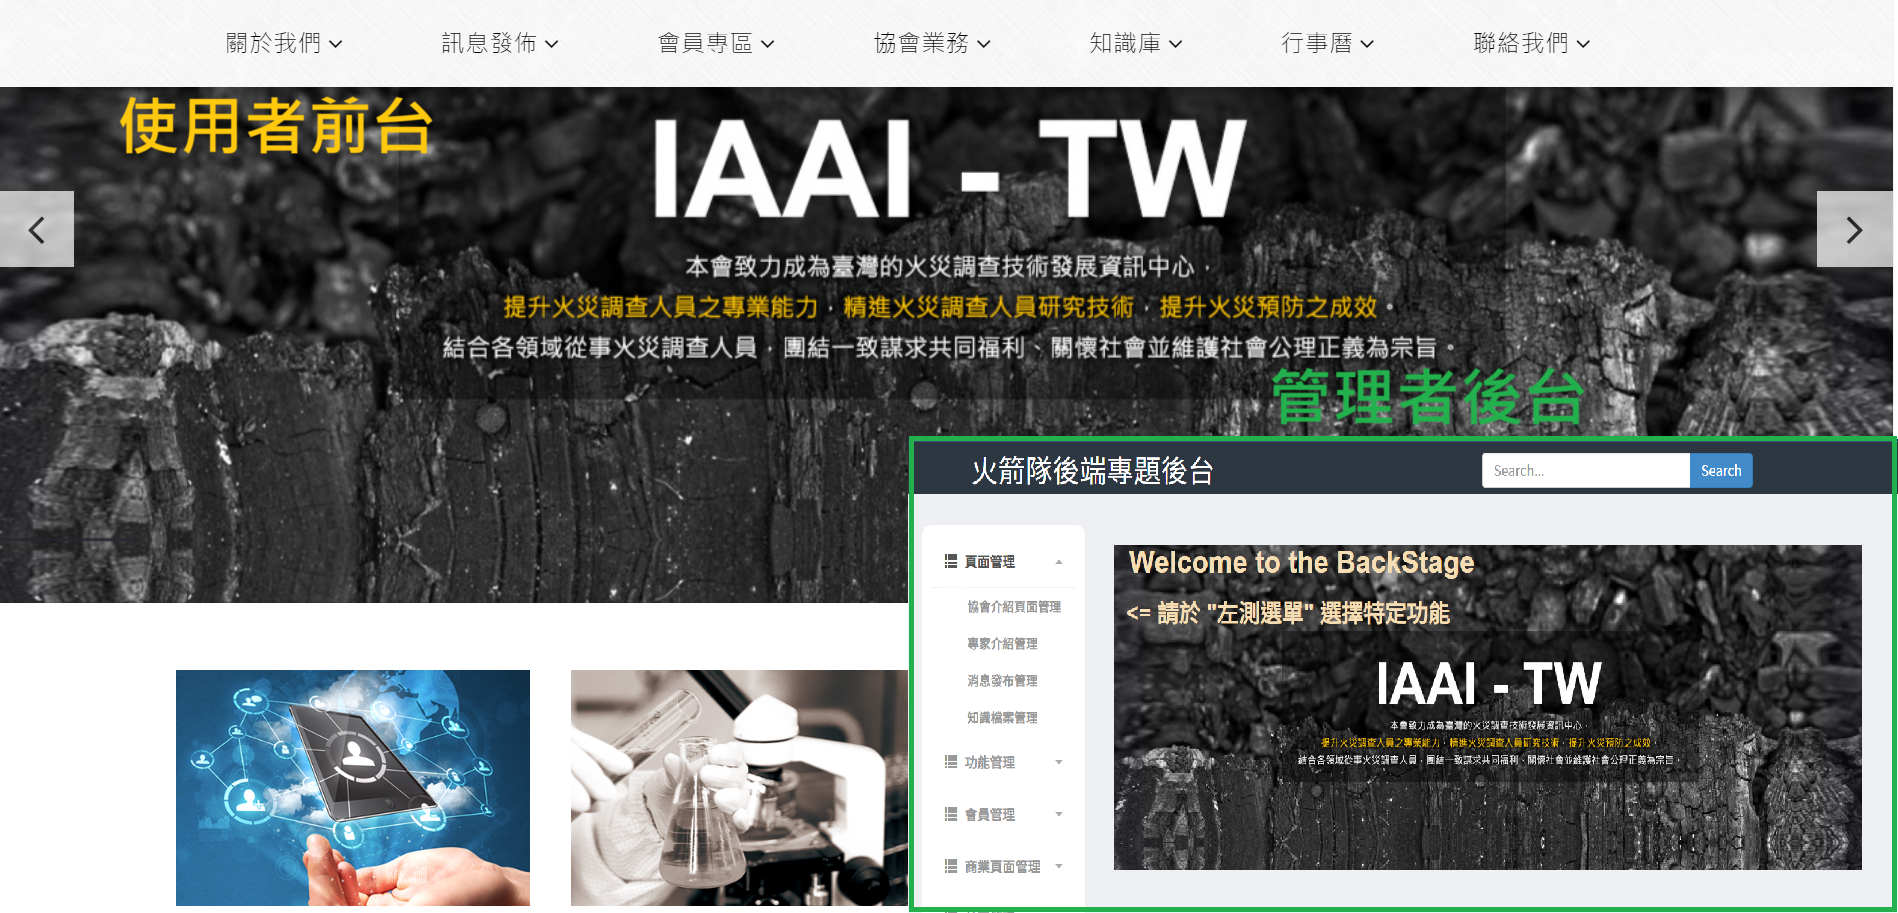 關於我們
訊息發佈
會員專區
協會業務
知識庫
行事曆
聯絡我們
使用者前台
IAAI - TW
本會致力成為臺灣的火災調查技術發展資訊中心，
提升火災調查人員之專業能力，精進火災調查人員研究技術，提升火災預防之成效。
結合各領域從事火災調查人員，團結一致謀求共同福利、關懷社會並維護社會公理正義為宗旨。
管理者後台
火箭隊後端專題後台
Search...
Search
頁面管理
協會介紹頁面管理
專家介紹管理
消息發布管理
知識檔案管理
功能管理
會員管理
商業頁面管理
Welcome to the BackStage
<= 請於 "左測選單" 選擇特定功能
IAAI - TW
本會致力成為臺灣的火災調查技術發展資訊中心，
提升火災調查人員之專業能力，精進火災調查人員研究技術，提升火災預防之成效，
結合各領域從事火災調查人員，團結一致謀求共同福利、關懷社會並維護社會公理正義為宗旨。